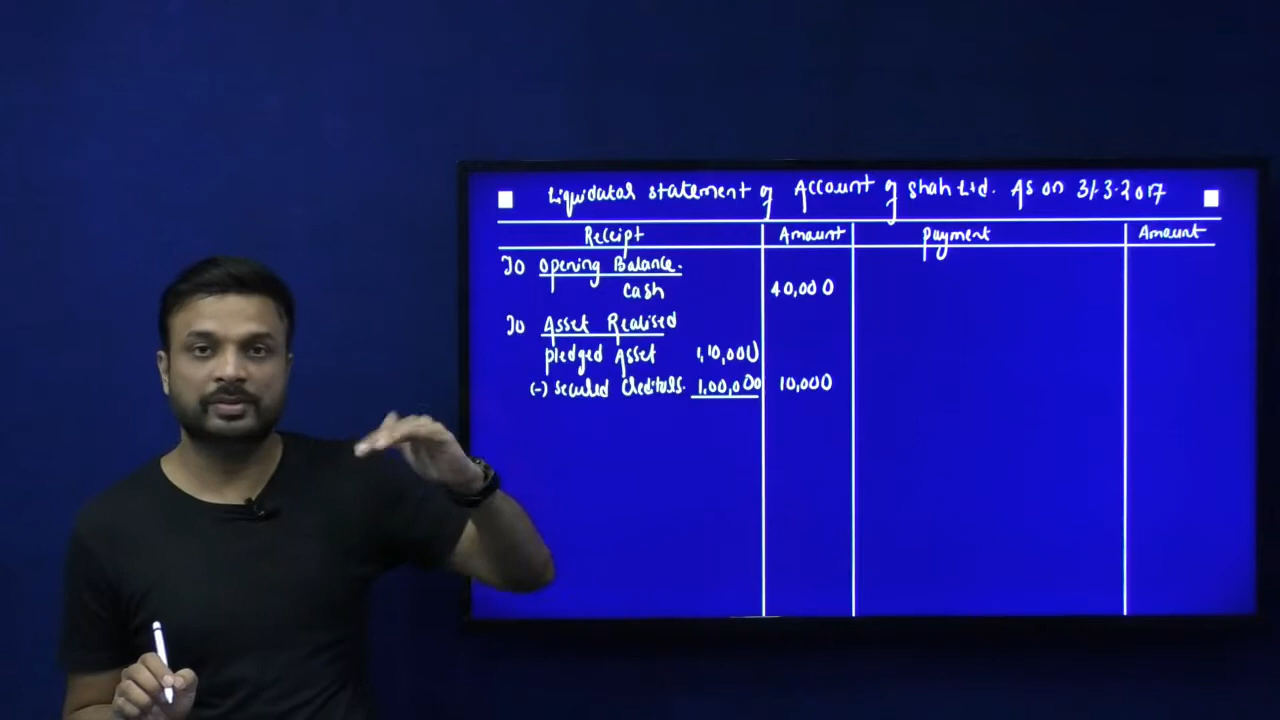 Liquidator statement of Account of Shah Ltd. As on 31.3.2017
Receipt Amount Payment Amount
To Opening Balance.
Cash 40,000
To Asset Realised
pledged Asset 1,10,000
(-) Secured Creditors. 1,00,000 10,000